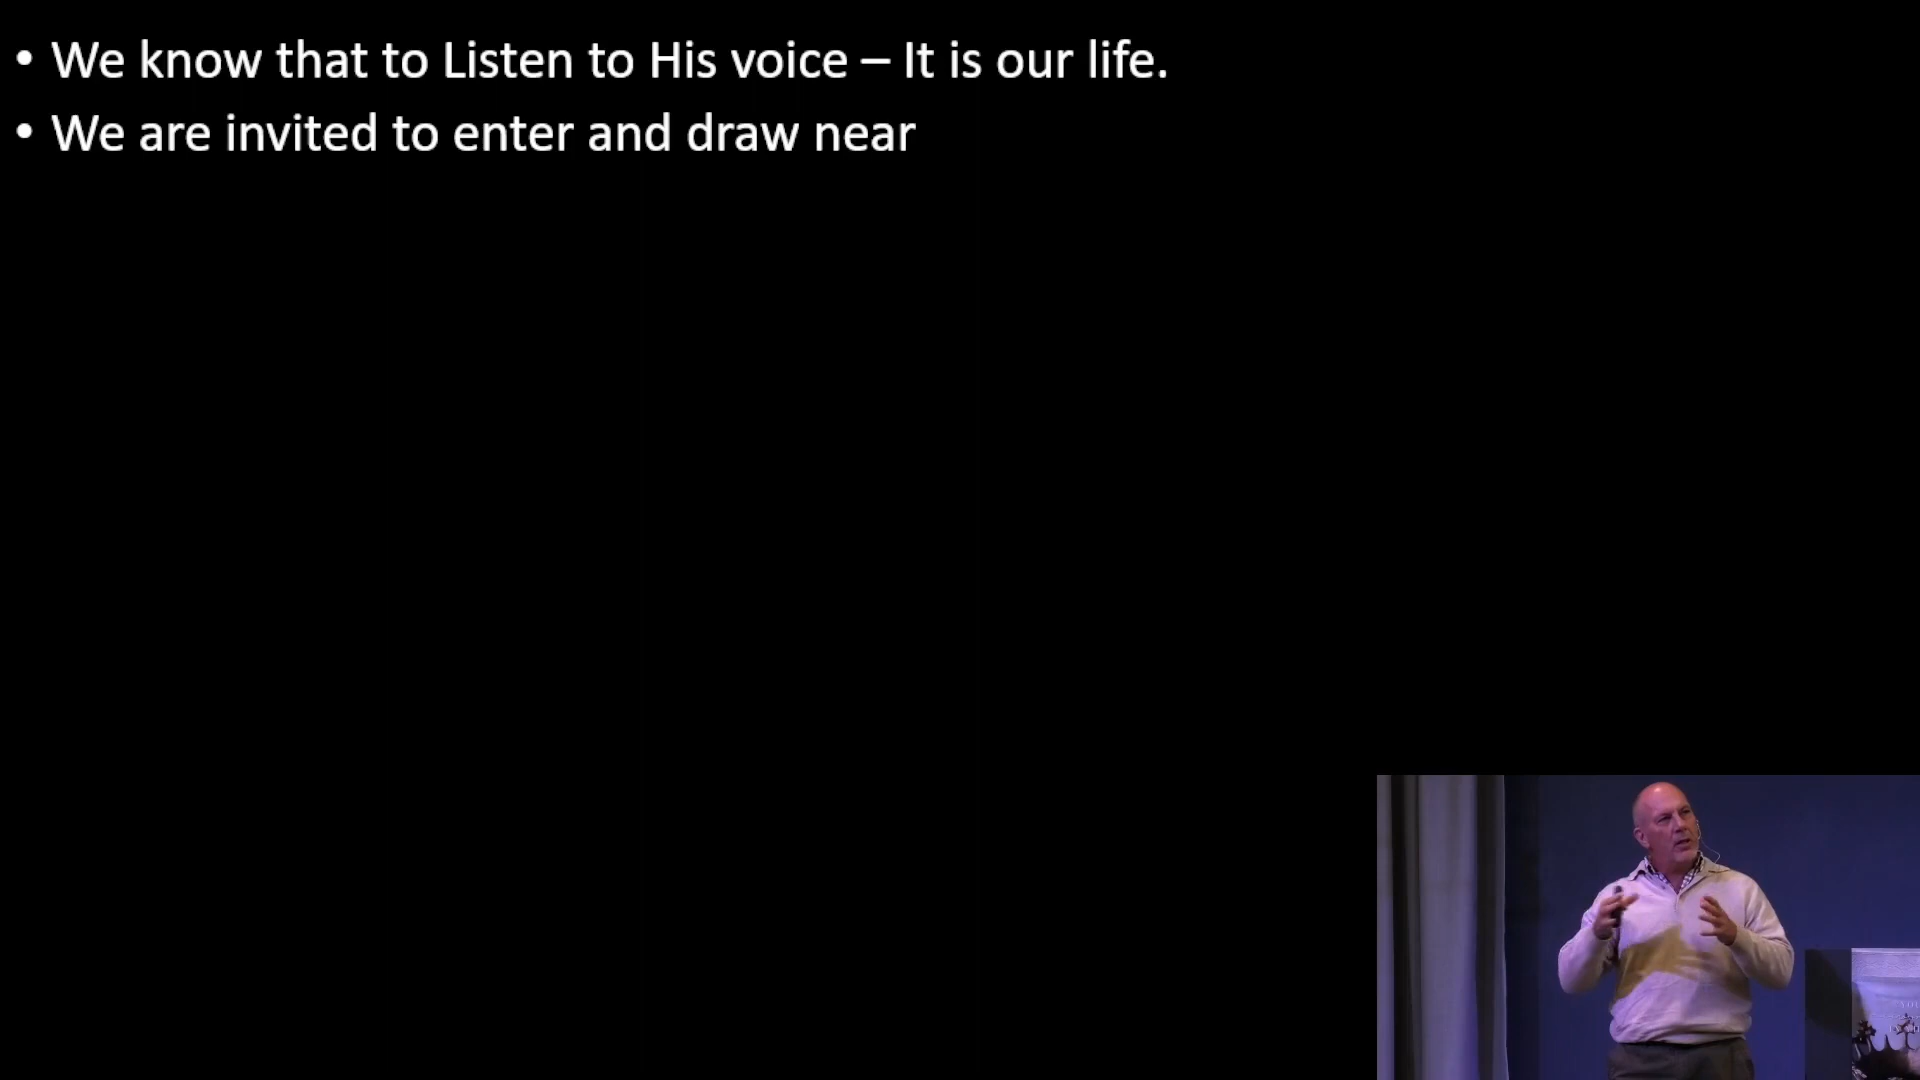 • We know that to Listen to His voice – It is our life.
• We are invited to enter and draw near